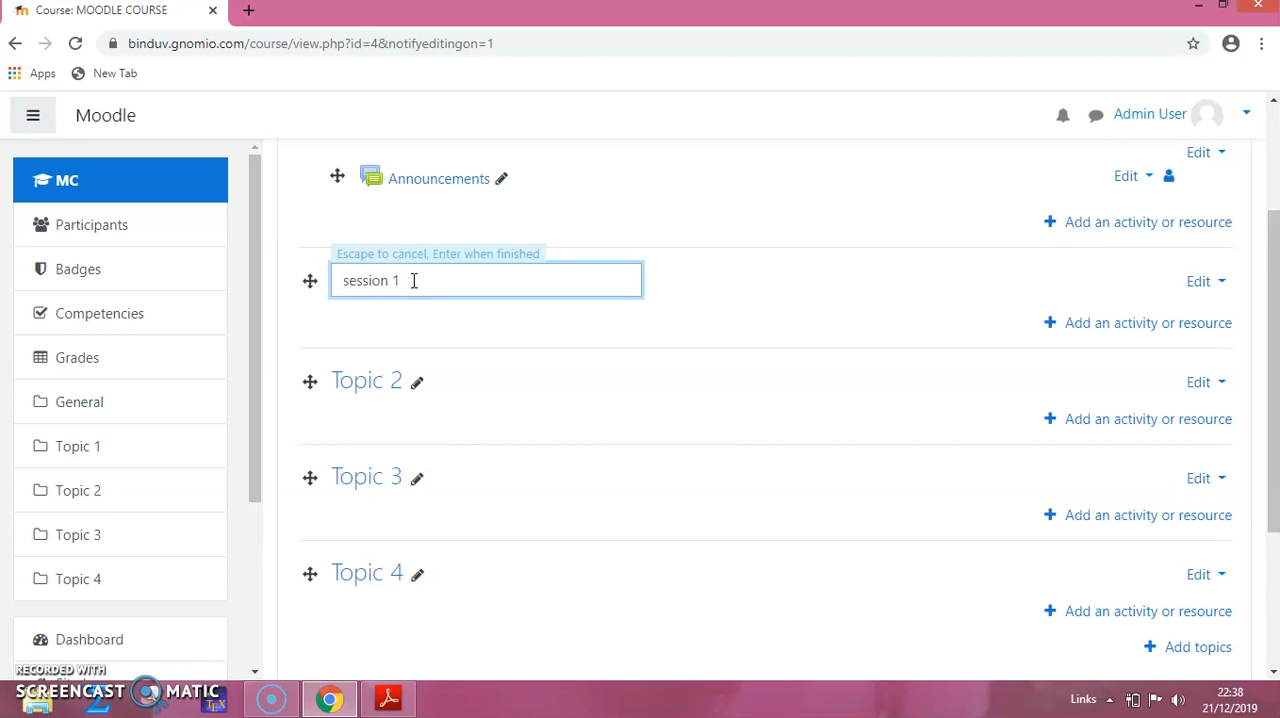 Course: MOODLE COURSE
binduv.gnomio.com/course/view.php?id=4&notifyeditingon=1
Apps
New Tab
Moodle
Admin User
MC
Participants
Badges
Competencies
Grades
General
Topic 1
Topic 2
Topic 3
Topic 4
Dashboard
Edit
Announcements
Edit
Add an activity or resource
Escape to cancel, Enter when finished
session 1
Edit
Add an activity or resource
Topic 2
Edit
Add an activity or resource
Topic 3
Edit
Add an activity or resource
Topic 4
Edit
Add an activity or resource
Add topics
RECORDED WITH
SCREENCAST MATIC
TEX
Links
22:38
21/12/2019